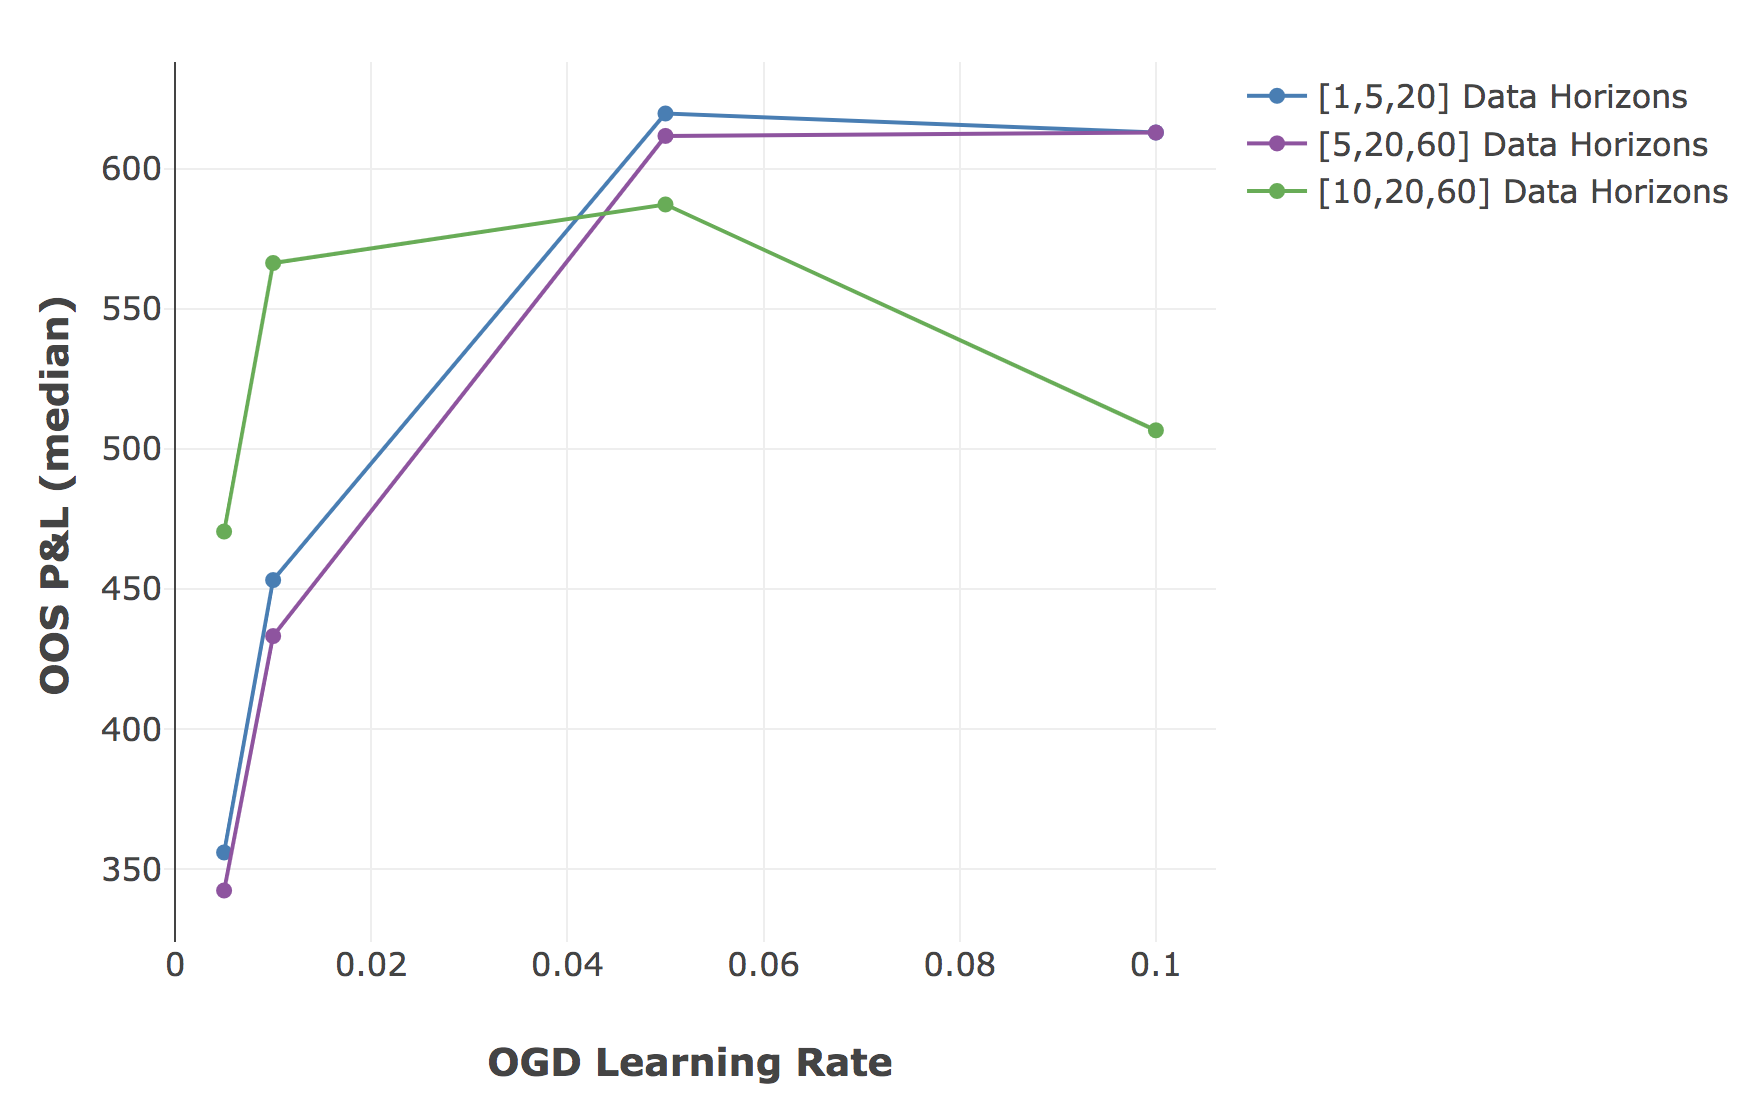 [1,5,20] Data Horizons
[5,20,60] Data Horizons
[10,20,60] Data Horizons
OOS P&L (median)
600
550
500
450
400
350
0 0.02 0.04 0.06 0.08 0.1
OGD Learning Rate